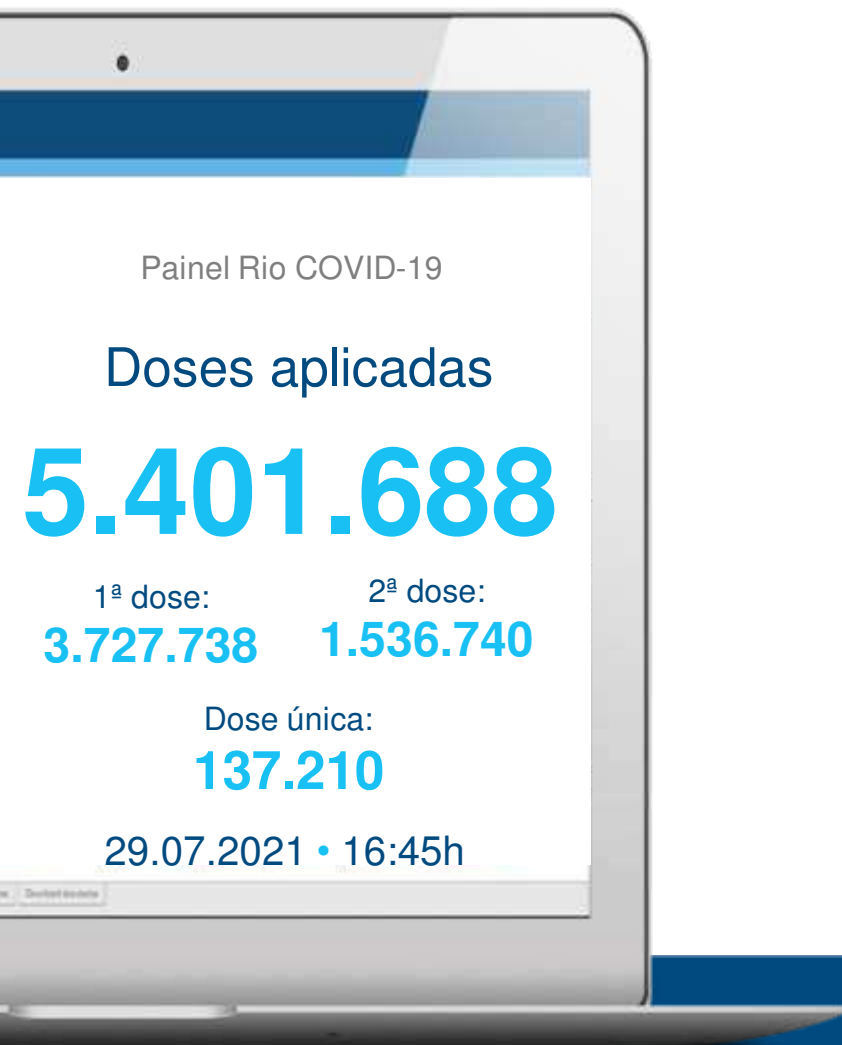 Painel Rio COVID-19
Doses aplicadas
5.401.688
1ª dose:
3.727.738
2ª dose:
1.536.740
Dose única:
137.210
29.07.2021 • 16:45h